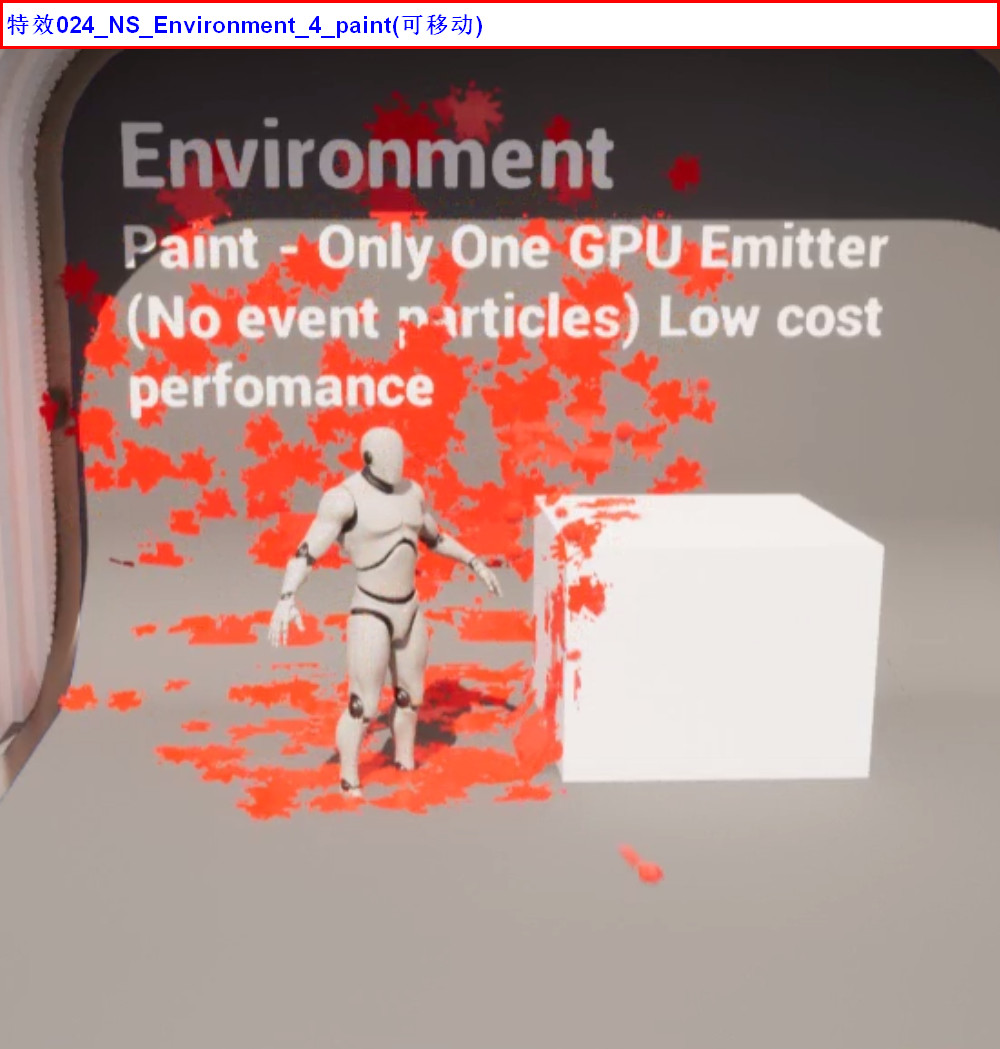 特效024_NS_Environment_4_paint(可移动)
Environment
Paint - Only One GPU Emitter
(No event particles) Low cost
perfomance